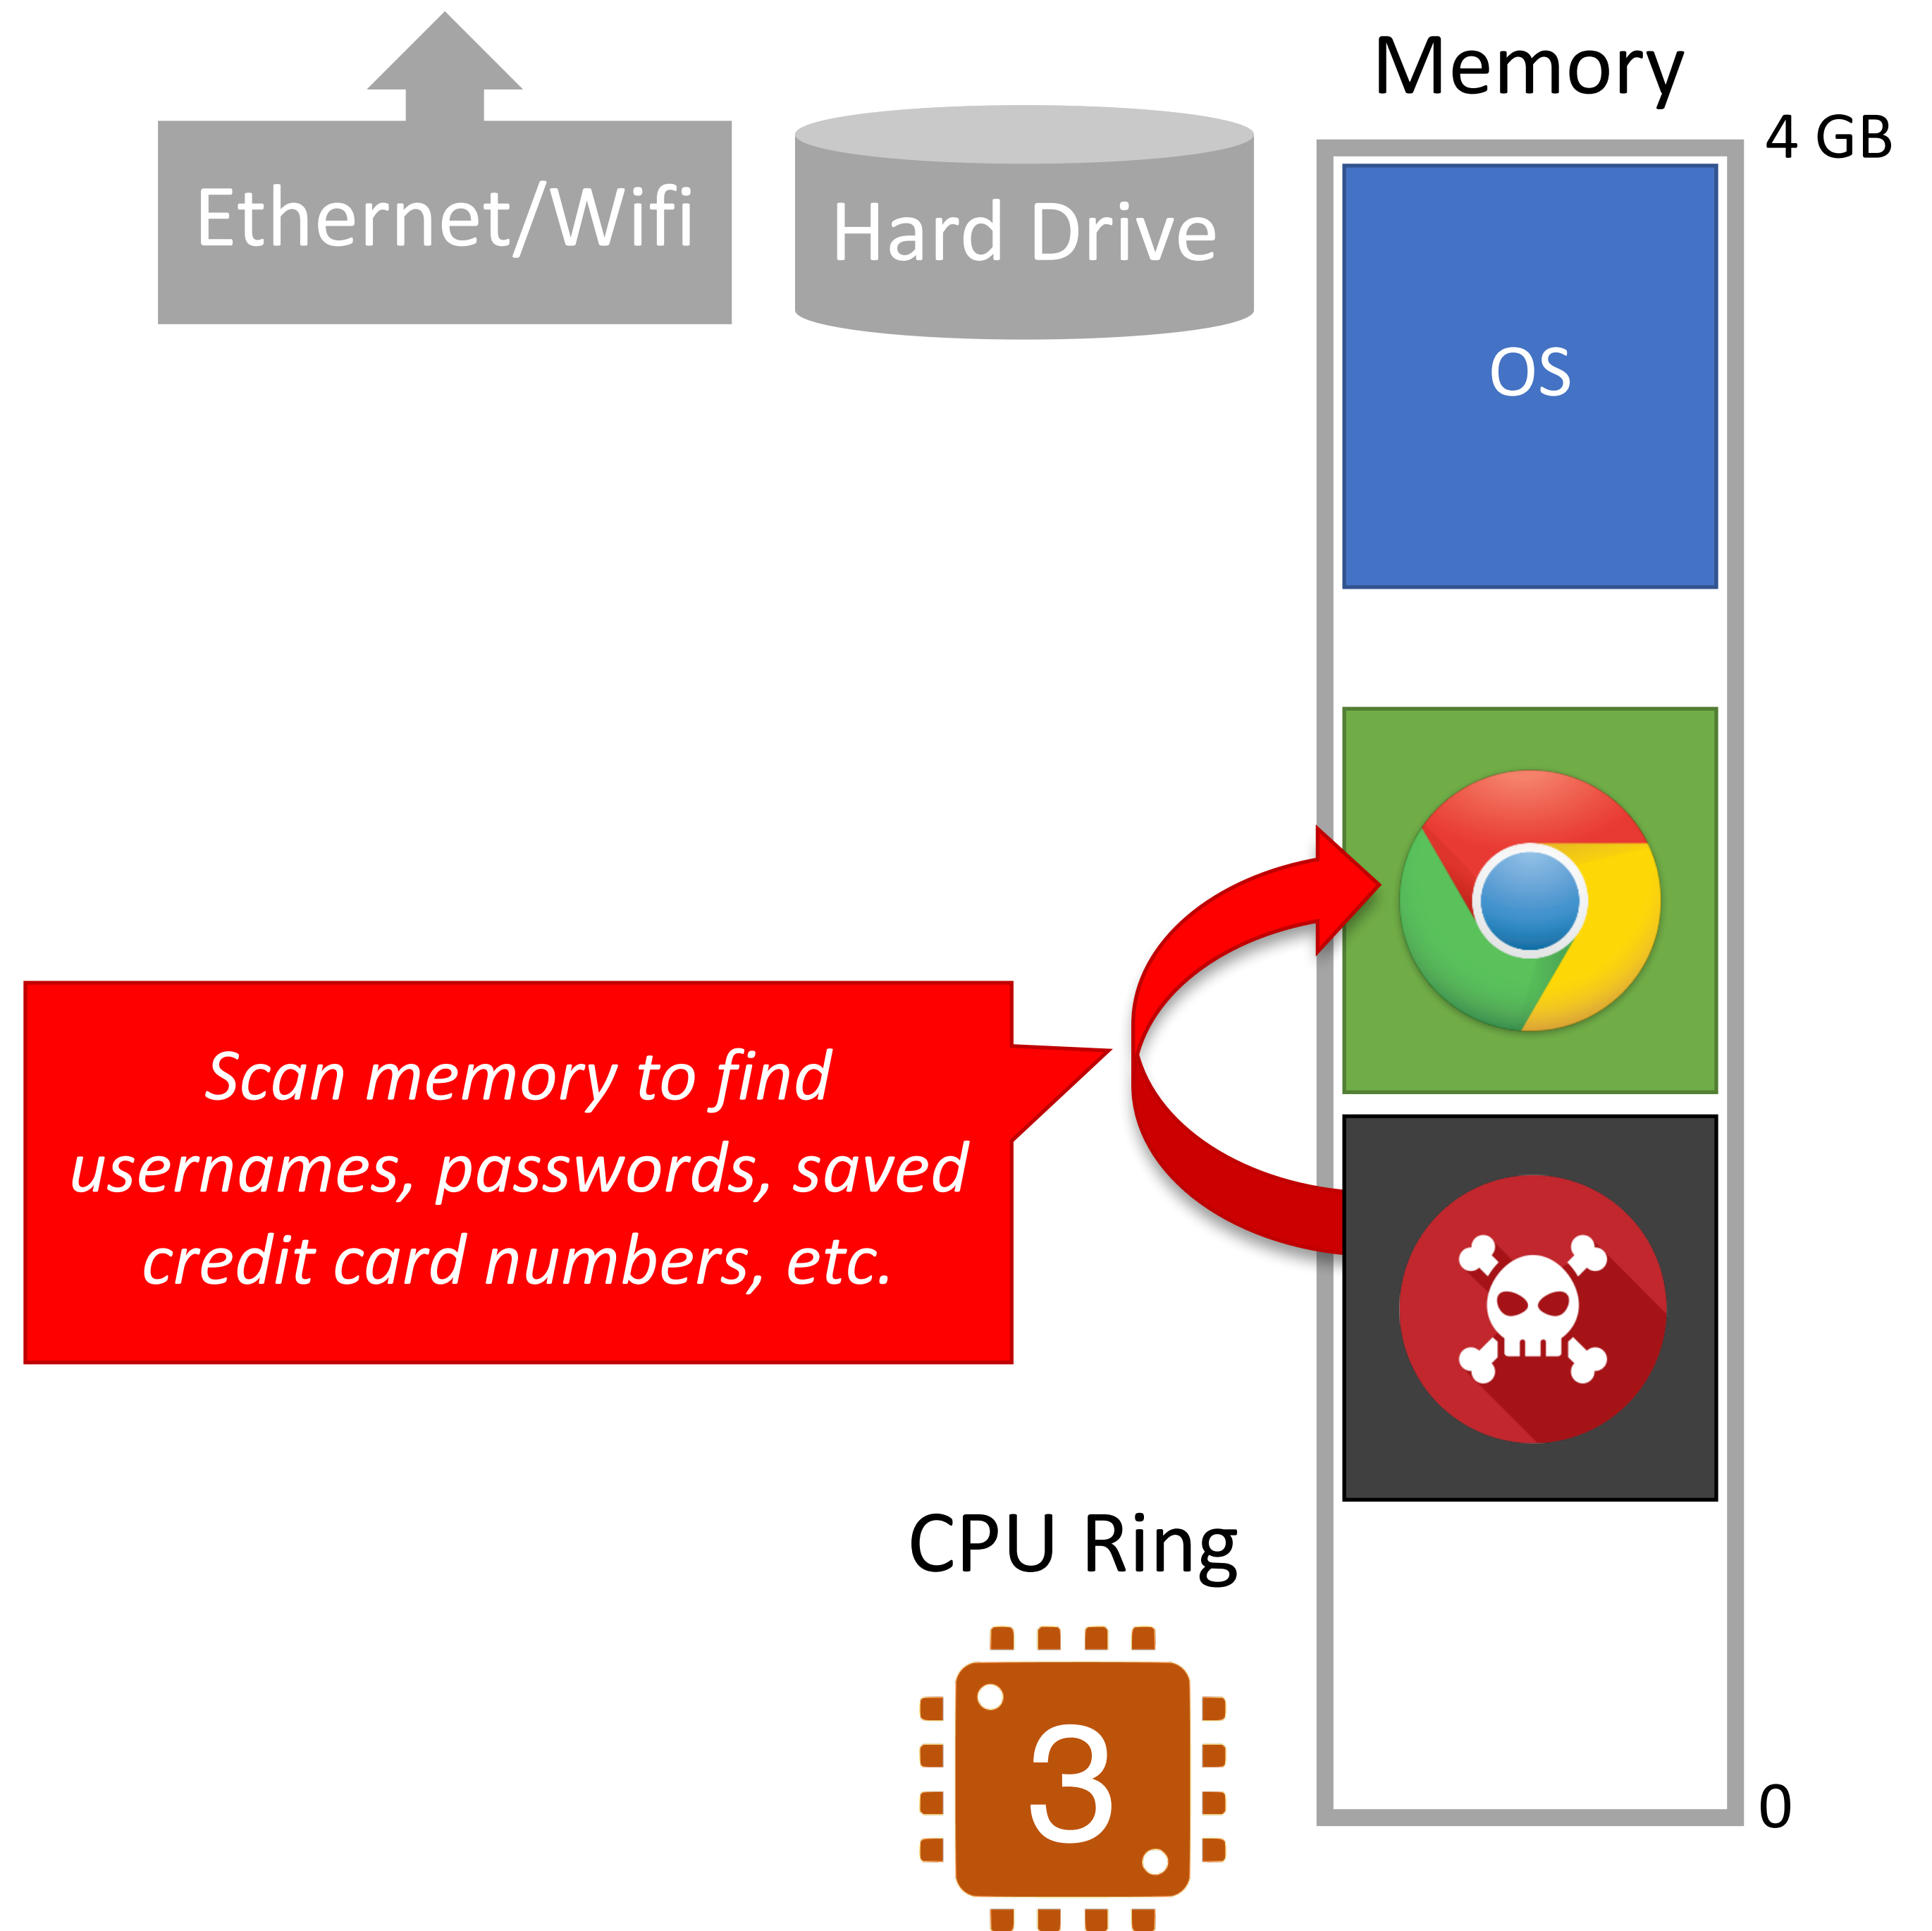 Memory
4 GB
Ethernet/Wifi
Hard Drive
OS
Scan memory to find
usernames, passwords, saved
credit card numbers, etc.
CPU Ring
3
0